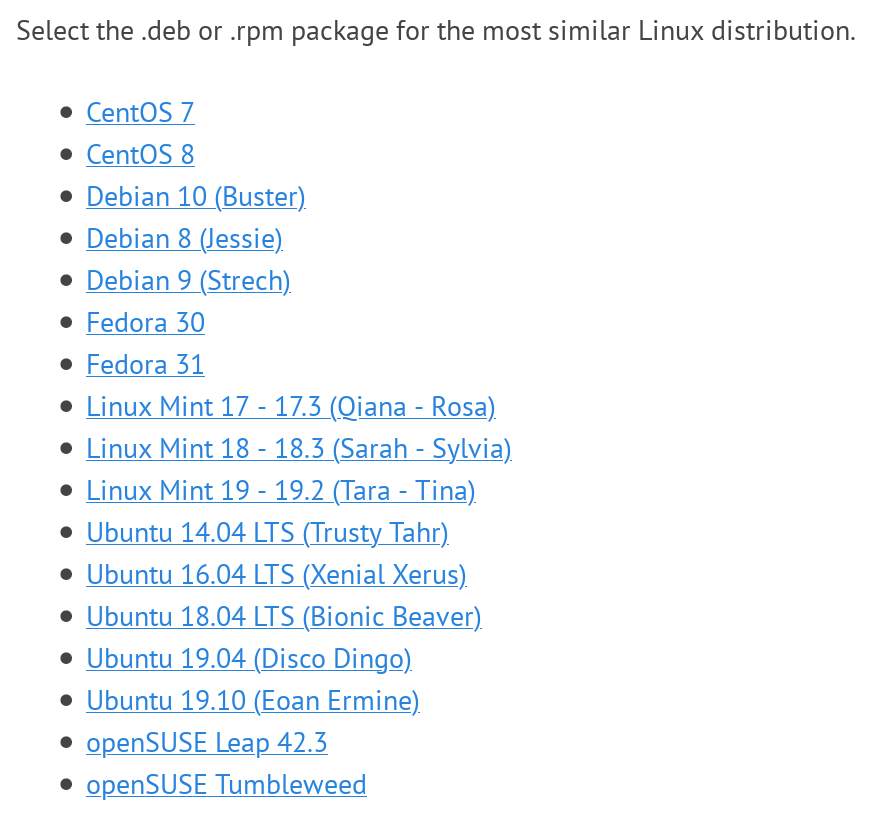 Select the .deb or .rpm package for the most similar Linux distribution.
• CentOS 7
• CentOS 8
• Debian 10 (Buster)
• Debian 8 (Jessie)
• Debian 9 (Strech)
• Fedora 30
• Fedora 31
• Linux Mint 17 - 17.3 (Qiana - Rosa)
• Linux Mint 18 - 18.3 (Sarah - Sylvia)
• Linux Mint 19 - 19.2 (Tara - Tina)
• Ubuntu 14.04 LTS (Trusty Tahr)
• Ubuntu 16.04 LTS (Xenial Xerus)
• Ubuntu 18.04 LTS (Bionic Beaver)
• Ubuntu 19.04 (Disco Dingo)
• Ubuntu 19.10 (Eoan Ermine)
• openSUSE Leap 42.3
• openSUSE Tumbleweed